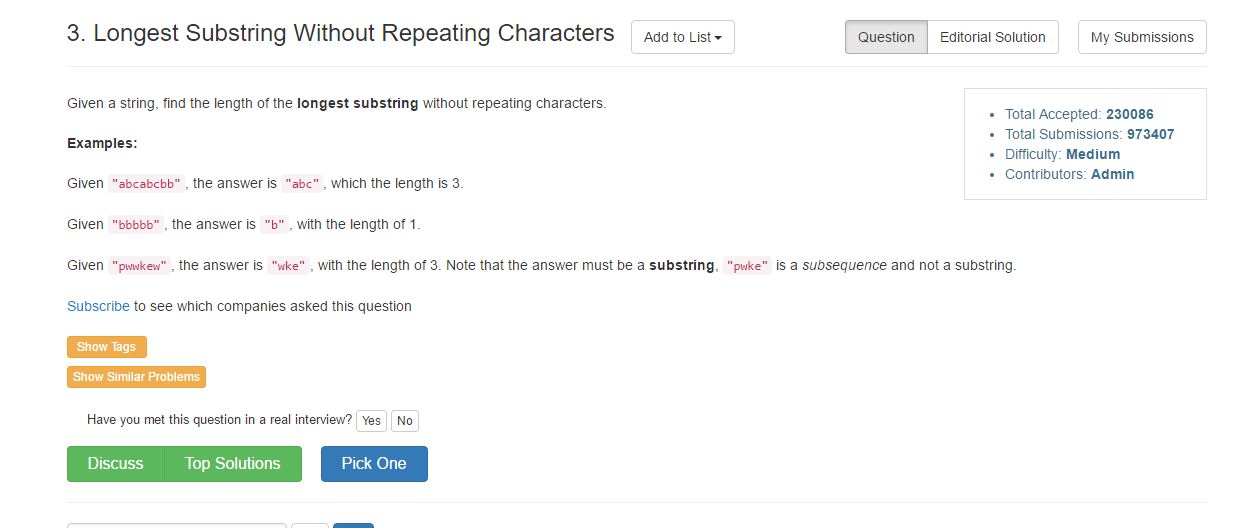 3. Longest Substring Without Repeating Characters Add to List Question Editorial Solution My Submissions
Given a string, find the length of the longest substring without repeating characters.
Total Accepted: 230086
Total Submissions: 973407
Difficulty: Medium
Contributors: Admin
Examples:
Given "abcabcbb", the answer is "abc", which the length is 3.
Given "bbbbb", the answer is "b", with the length of 1.
Given "pwwkew", the answer is "wke", with the length of 3. Note that the answer must be a substring, "pwke" is a subsequence and not a substring.
Subscribe to see which companies asked this question
Show Tags
Show Similar Problems
Have you met this question in a real interview? Yes No
Discuss Top Solutions Pick One